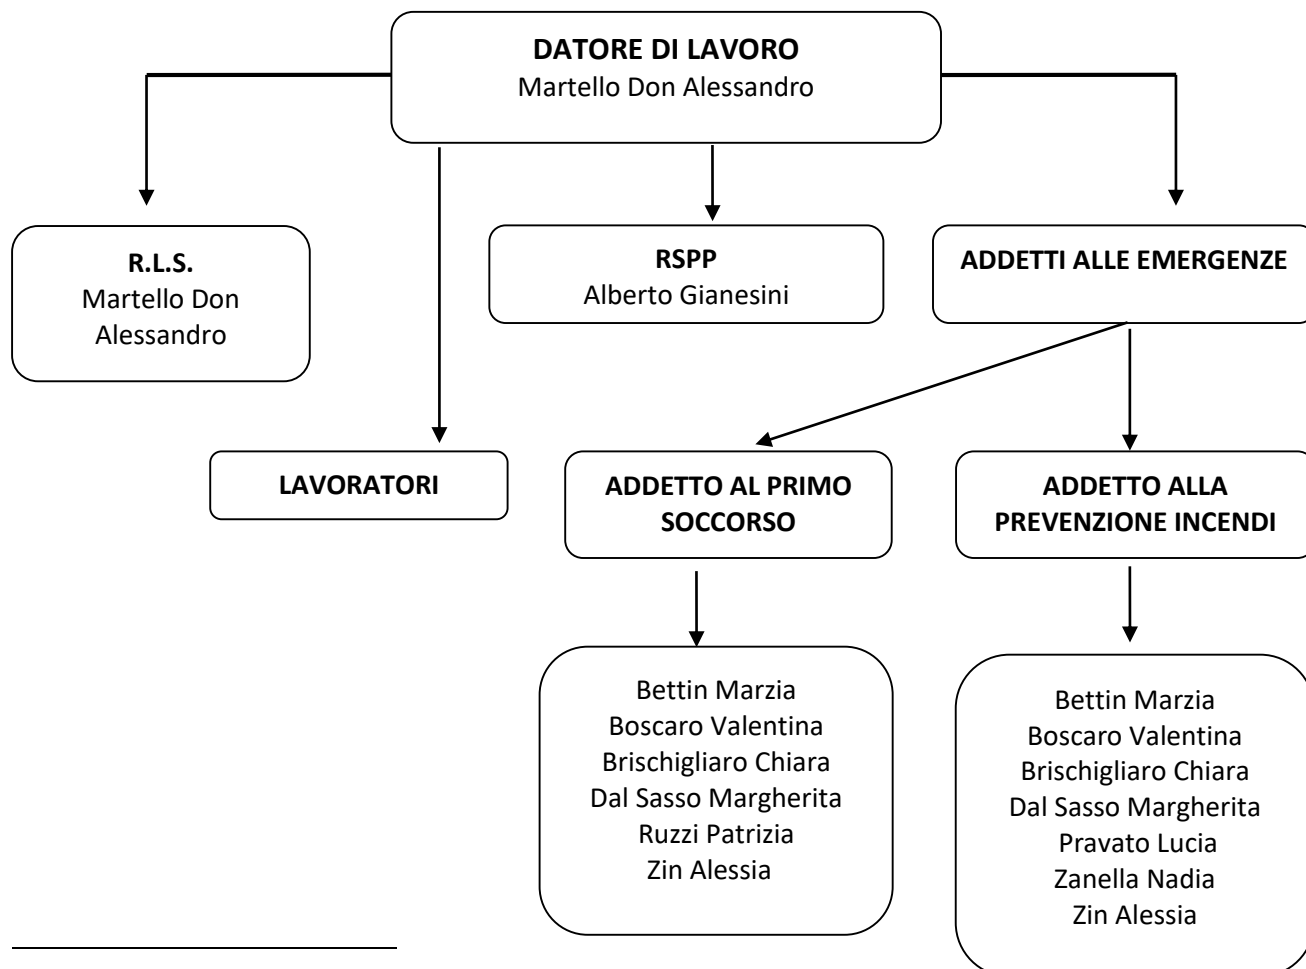 DATORE DI LAVORO
Martello Don Alessandro
R.L.S.
Martello Don
Alessandro
RSPP
Alberto Gianesini
ADDETTI ALLE EMERGENZE
LAVORATORI
ADDETTO AL PRIMO
SOCCORSO
ADDETTO ALLA
PREVENZIONE INCENDI
Bettin Marzia
Boscaro Valentina
Brischigliaro Chiara
Dal Sasso Margherita
Ruzzi Patrizia
Zin Alessia
Bettin Marzia
Boscaro Valentina
Brischigliaro Chiara
Dal Sasso Margherita
Pravato Lucia
Zanella Nadia
Zin Alessia